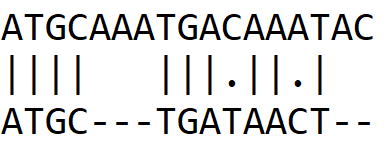 ATGCAAATGACAAATAC
||||   |||.||.|
ATGC---TGATAACT--